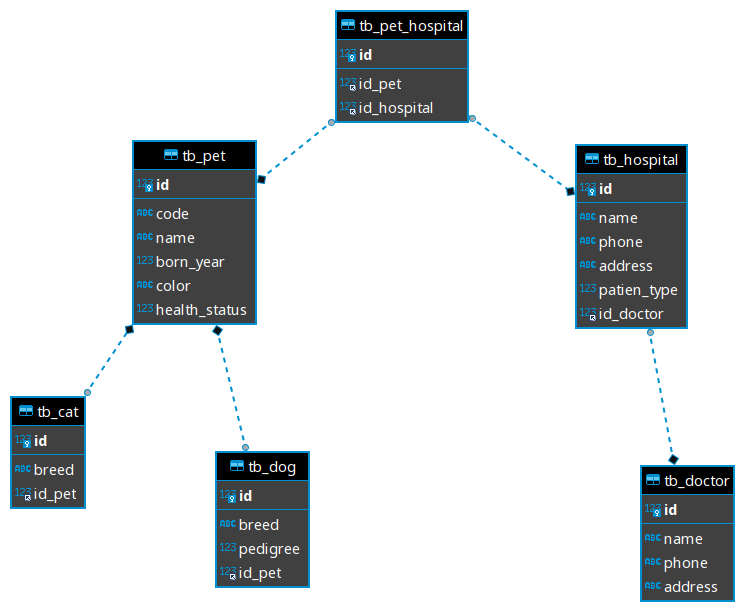 tb_pet_hospital
123 id
123 id_pet
123 id_hospital
tb_pet
123 id
ABC code
ABC name
123 born_year
ABC color
123 health_status
tb_hospital
123 id
ABC name
ABC phone
ABC address
123 patien_type
123 id_doctor
tb_cat
123 id
ABC breed
123 id_pet
tb_dog
123 id
ABC breed
123 pedigree
123 id_pet
tb_doctor
123 id
ABC name
ABC phone
ABC address